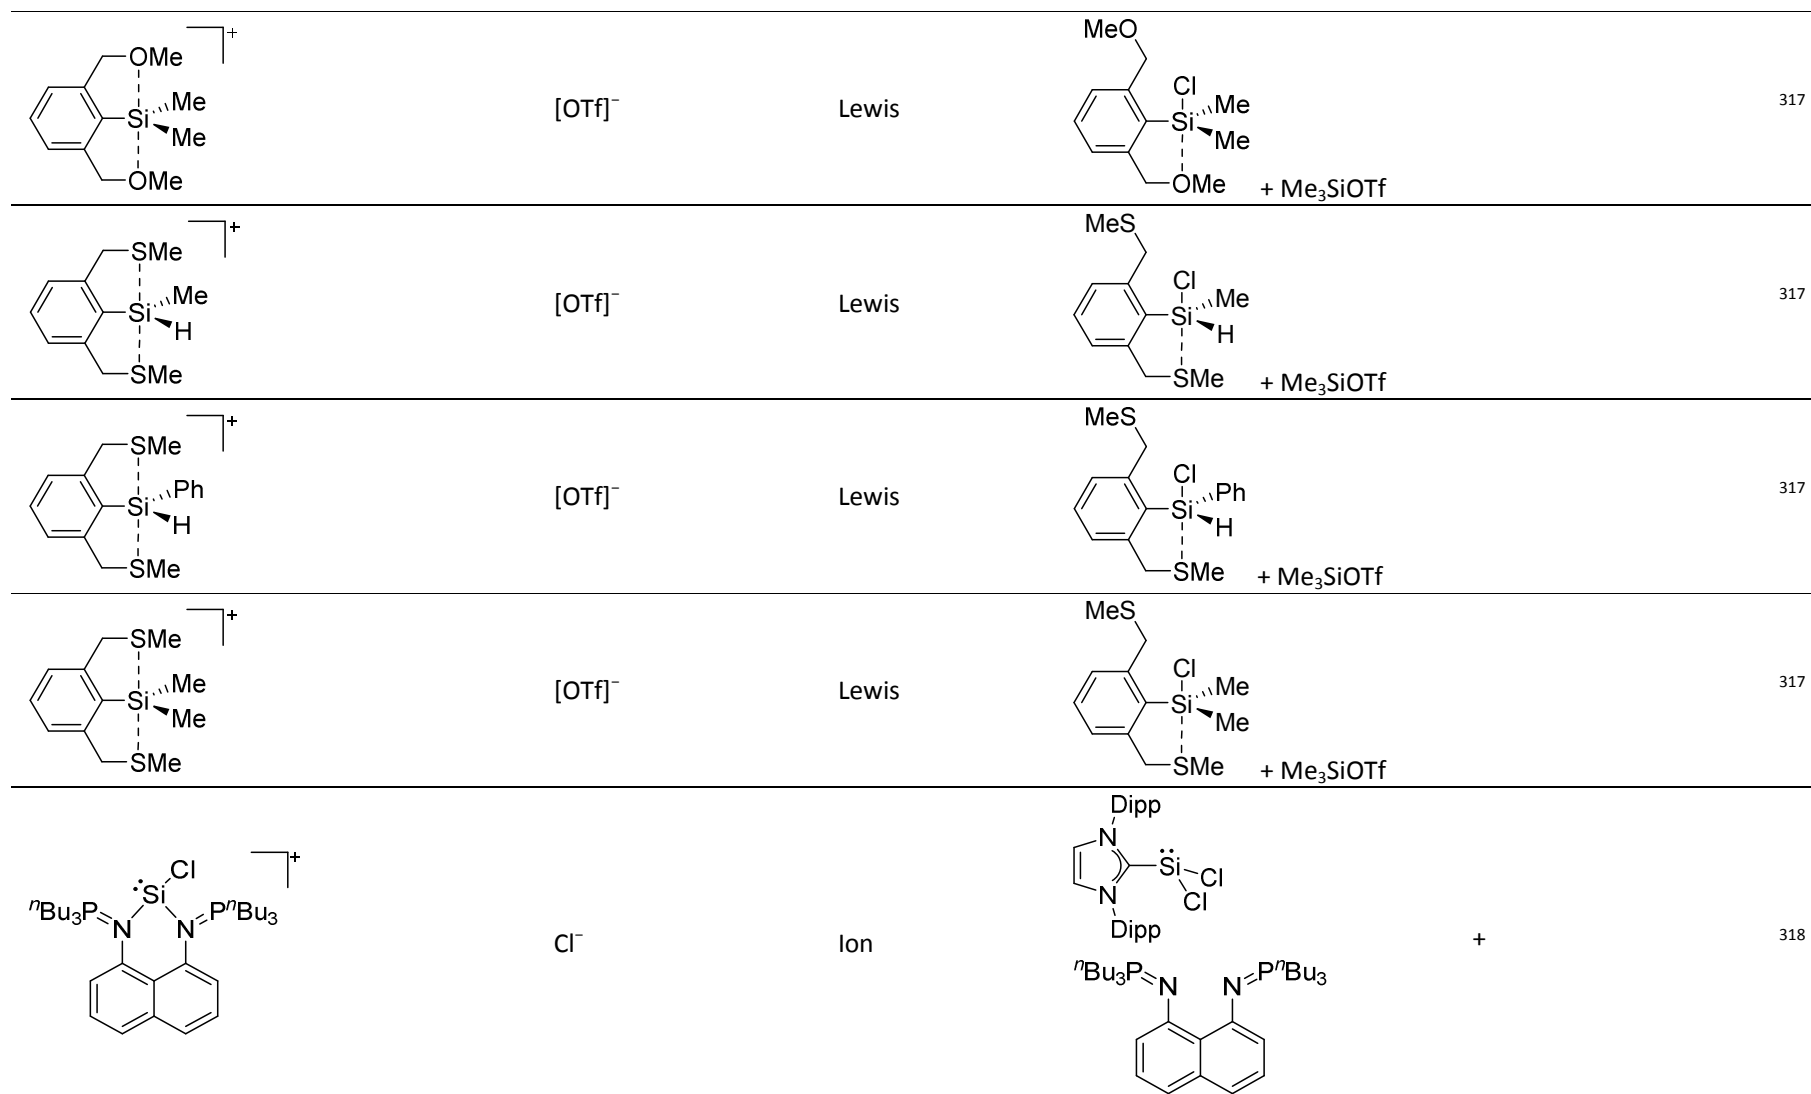 OMe
Si
Me
Me
OMe
+
[OTf]⁻
Lewis
MeO
Cl
Si
Me
Me
OMe
+ Me₃SiOTf
317
SMe
Si
Me
H
SMe
+
[OTf]⁻
Lewis
MeS
Cl
Si
Me
H
SMe
+ Me₃SiOTf
317
SMe
Si
Ph
H
SMe
+
[OTf]⁻
Lewis
MeS
Cl
Si
Ph
H
SMe
+ Me₃SiOTf
317
SMe
Si
Me
Me
SMe
+
[OTf]⁻
Lewis
MeS
Cl
Si
Me
Me
SMe
+ Me₃SiOTf
317
Cl
Si
ⁿBu₃P
N
N
PⁿBu₃
+
Cl⁻
Ion
Dipp
N
Si
Cl
Cl
N
Dipp
+
ⁿBu₃P
N
N
PⁿBu₃
318